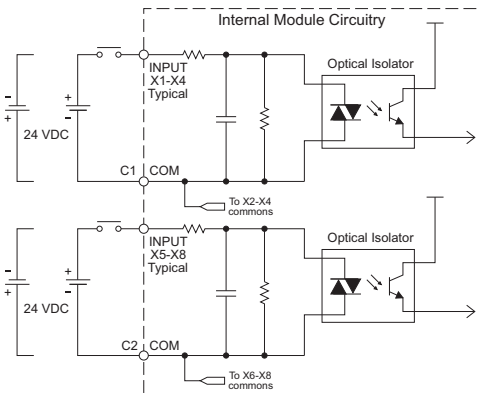 Internal Module Circuitry
Optical Isolator
INPUT
X1-X4
Typical
-
+
+
-
24 VDC
C1
COM
To X2-X4
commons
Optical Isolator
INPUT
X5-X8
Typical
-
+
+
-
24 VDC
C2
COM
To X6-X8
commons